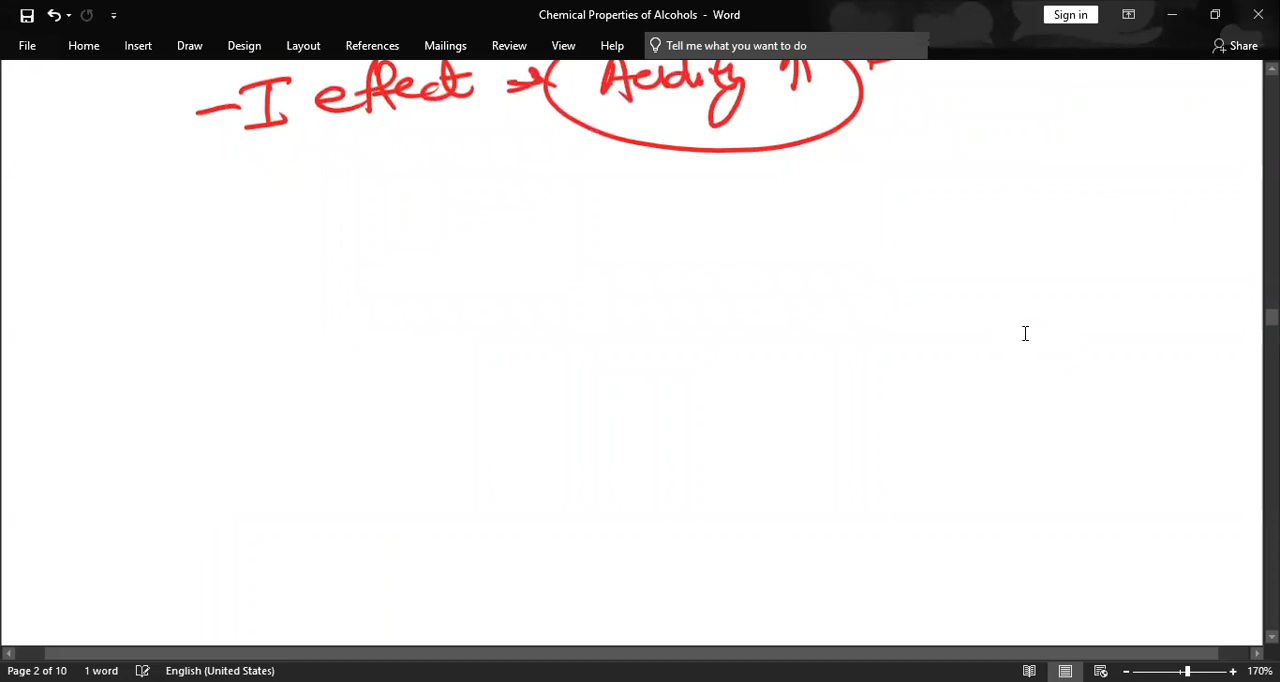 Chemical Properties of Alcohols - Word
Sign in
File Home Insert Draw Design Layout References Mailings Review View Help Tell me what you want to do Share
-I effect → Acidity ↑
Page 2 of 10 1 word English (United States) 170%